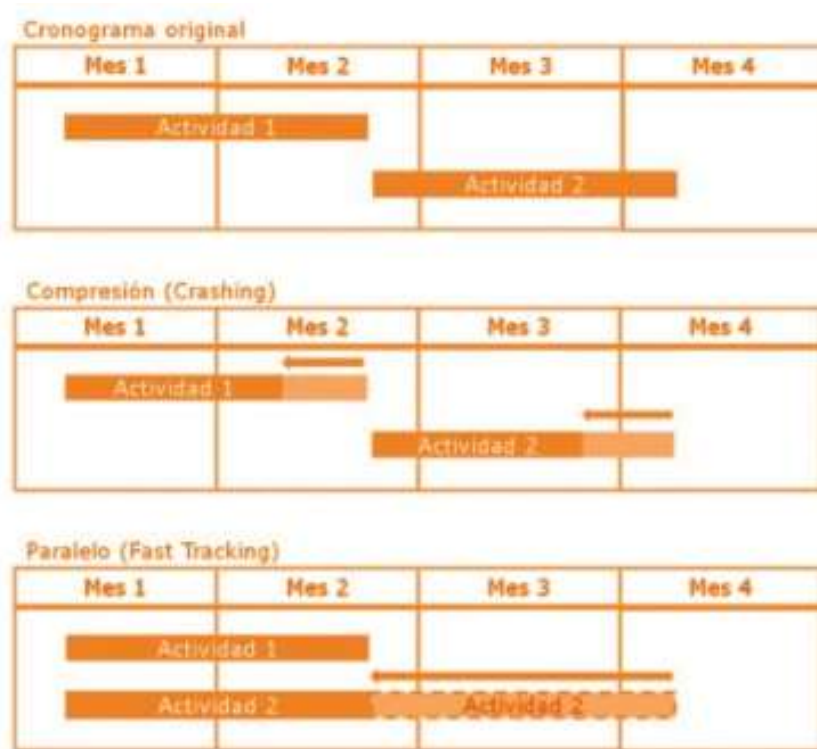 Cronograma original
Mes 1 Mes 2 Mes 3 Mes 4
Actividad 1
Actividad 2
Compresión (Crashing)
Mes 1 Mes 2 Mes 3 Mes 4
Actividad 1
Actividad 2
Paralelo (Fast Tracking)
Mes 1 Mes 2 Mes 3 Mes 4
Actividad 1
Actividad 2 Actividad 2